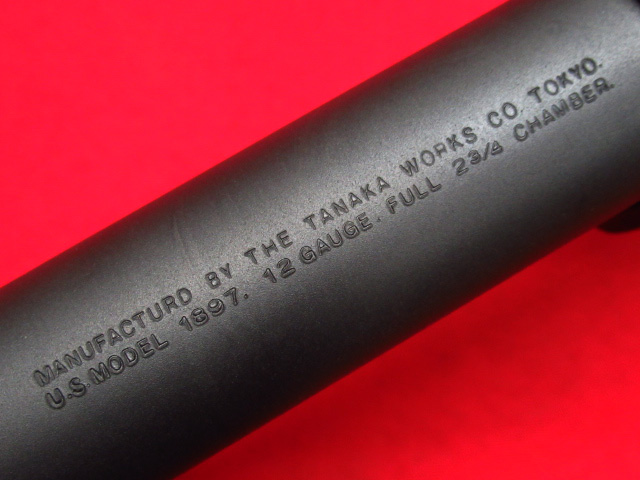 MANUFACTURD BY THE TANAKA WORKS CO. TOKYO.
U.S. MODEL 1897. 12 GAUGE. FULL 2 3/4 CHAMBER.